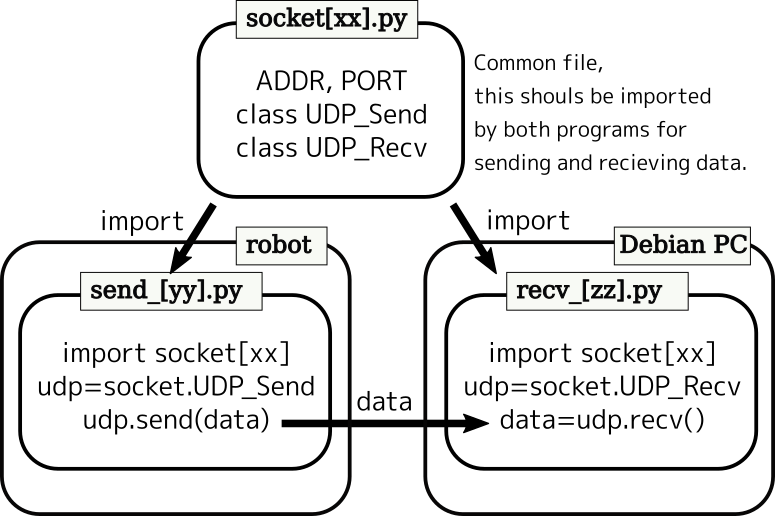 socket[xx].py
ADDR, PORT
class UDP_Send
class UDP_Recv
Common file,
this shouls be imported
by both programs for
sending and recieving data.
import
import
robot
Debian PC
send_[yy].py
import socket[xx]
udp=socket.UDP_Send
udp.send(data)
data
recv_[zz].py
import socket[xx]
udp=socket.UDP_Recv
data=udp.recv()